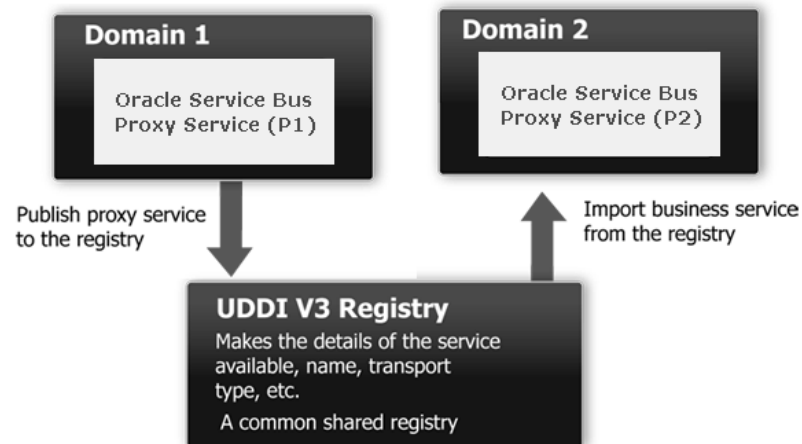 Domain 1
Oracle Service Bus
Proxy Service (P1)
Domain 2
Oracle Service Bus
Proxy Service (P2)
Publish proxy service
to the registry
Import business service
from the registry
UDDI V3 Registry
Makes the details of the service
available, name, transport
type, etc.
A common shared registry